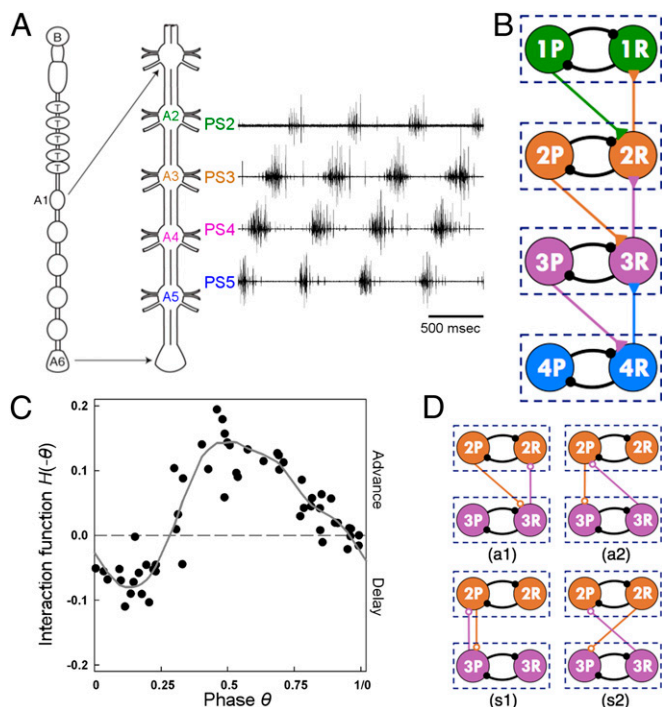 A
B
T
T
T
T
T
A1
A6
A2
A3
A4
A5
PS2
PS3
PS4
PS5
500 msec
B
1P 1R
2P 2R
3P 3R
4P 4R
C
Interaction function H(-θ)
0.2
0.1
0.0
-0.1
-0.2
0 0.25 0.5 0.75 1/0
Phase θ
Advance
Delay
D
2P 2R 2P 2R
3P 3R 3P 3R
(a1) (a2)
2P 2R 2P 2R
3P 3R 3P 3R
(s1) (s2)